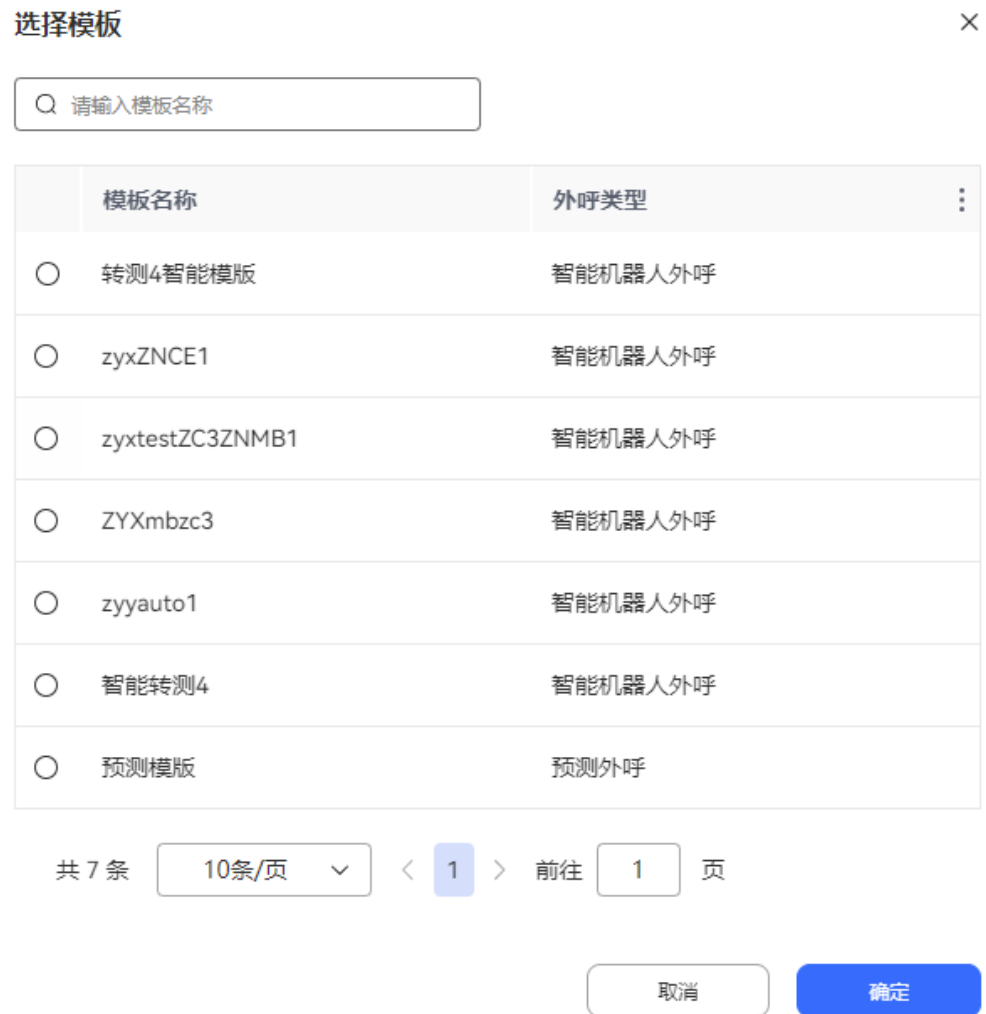 选择模板
请输入模板名称
模板名称 外呼类型
转测4智能模版 智能机器人外呼
zyxZNCE1 智能机器人外呼
zyxtestZC3ZNMB1 智能机器人外呼
ZYXmbzc3 智能机器人外呼
zyyauto1 智能机器人外呼
智能转测4 智能机器人外呼
预测模版 预测外呼
共 7 条 10条/页 1 前往 1 页
取消 确定